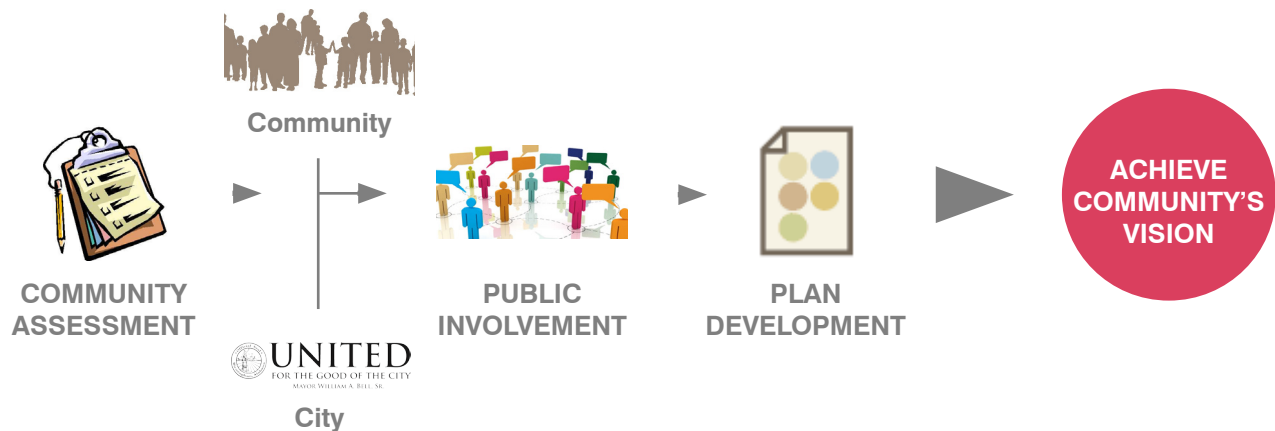 Community
COMMUNITY
ASSESSMENT
UNITED
FOR THE GOOD OF THE CITY
MAYOR WILLIAM A. BELL, SR.
City
PUBLIC
INVOLVEMENT
PLAN
DEVELOPMENT
ACHIEVE
COMMUNITY'S
VISION